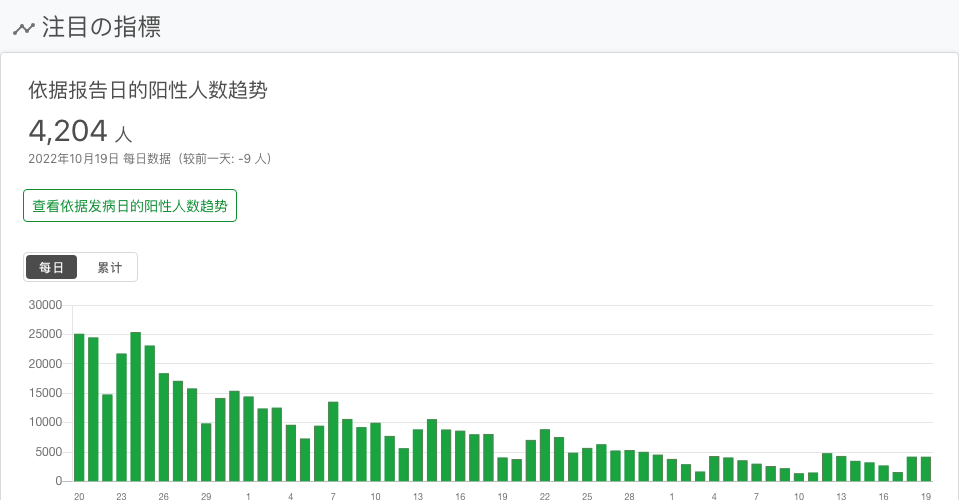 注目の指標
依据报告日的阳性人数趋势
4,204 人
2022年10月19日 每日数据（较前一天: -9 人）
查看依据发病日的阳性人数趋势
每日 累计
30000
25000
20000
15000
10000
5000
0
20 23 26 29 1 4 7 10 13 16 19 22 25 28 1 4 7 10 13 16 19